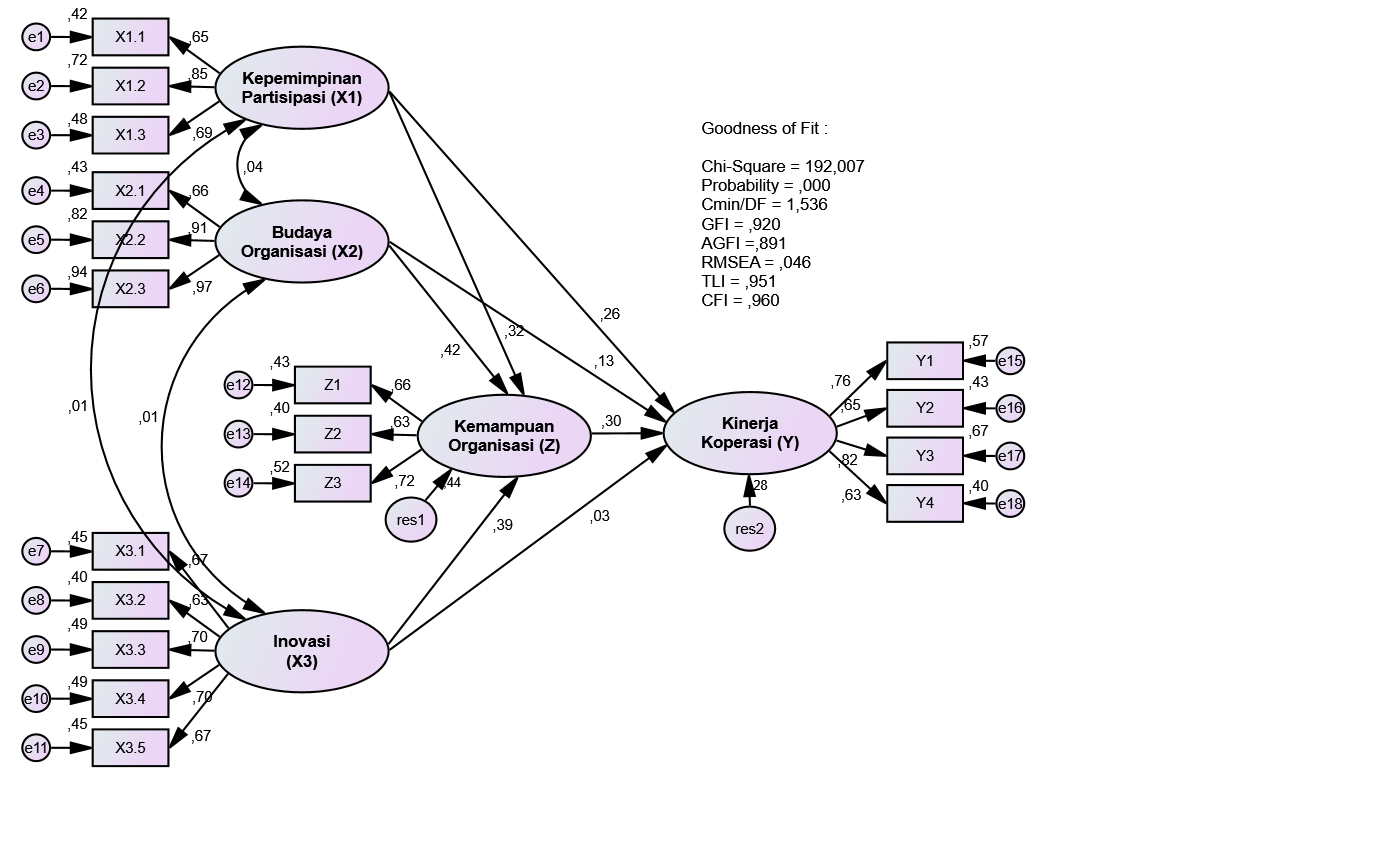 ,42
e1
X1.1
,65
,72
e2
X1.2
,85
,48
e3
X1.3
,69
Kepemimpinan
Partisipasi (X1)
,43
e4
X2.1
,66
,04
,82
e5
X2.2
,91
,94
e6
X2.3
,97
Budaya
Organisasi (X2)
Goodness of Fit :
Chi-Square = 192,007
Probability = ,000
Cmin/DF = 1,536
GFI = ,920
AGFI =,891
RMSEA = ,046
TLI = ,951
CFI = ,960
,26
,32
,42
,13
,01
,01
,43
e12
Z1
,66
,40
e13
Z2
,63
,52
e14
Z3
,72
Kemampuan
Organisasi (Z)
,44
res1
,30
Kinerja
Koperasi (Y)
,28
res2
,76
Y1
,57
e15
,65
Y2
,43
e16
,82
Y3
,67
e17
,63
Y4
,40
e18
,39
,03
,45
e7
X3.1
,67
,40
e8
X3.2
,63
,49
e9
X3.3
,70
,49
e10
X3.4
,70
,45
e11
X3.5
,67
Inovasi
(X3)